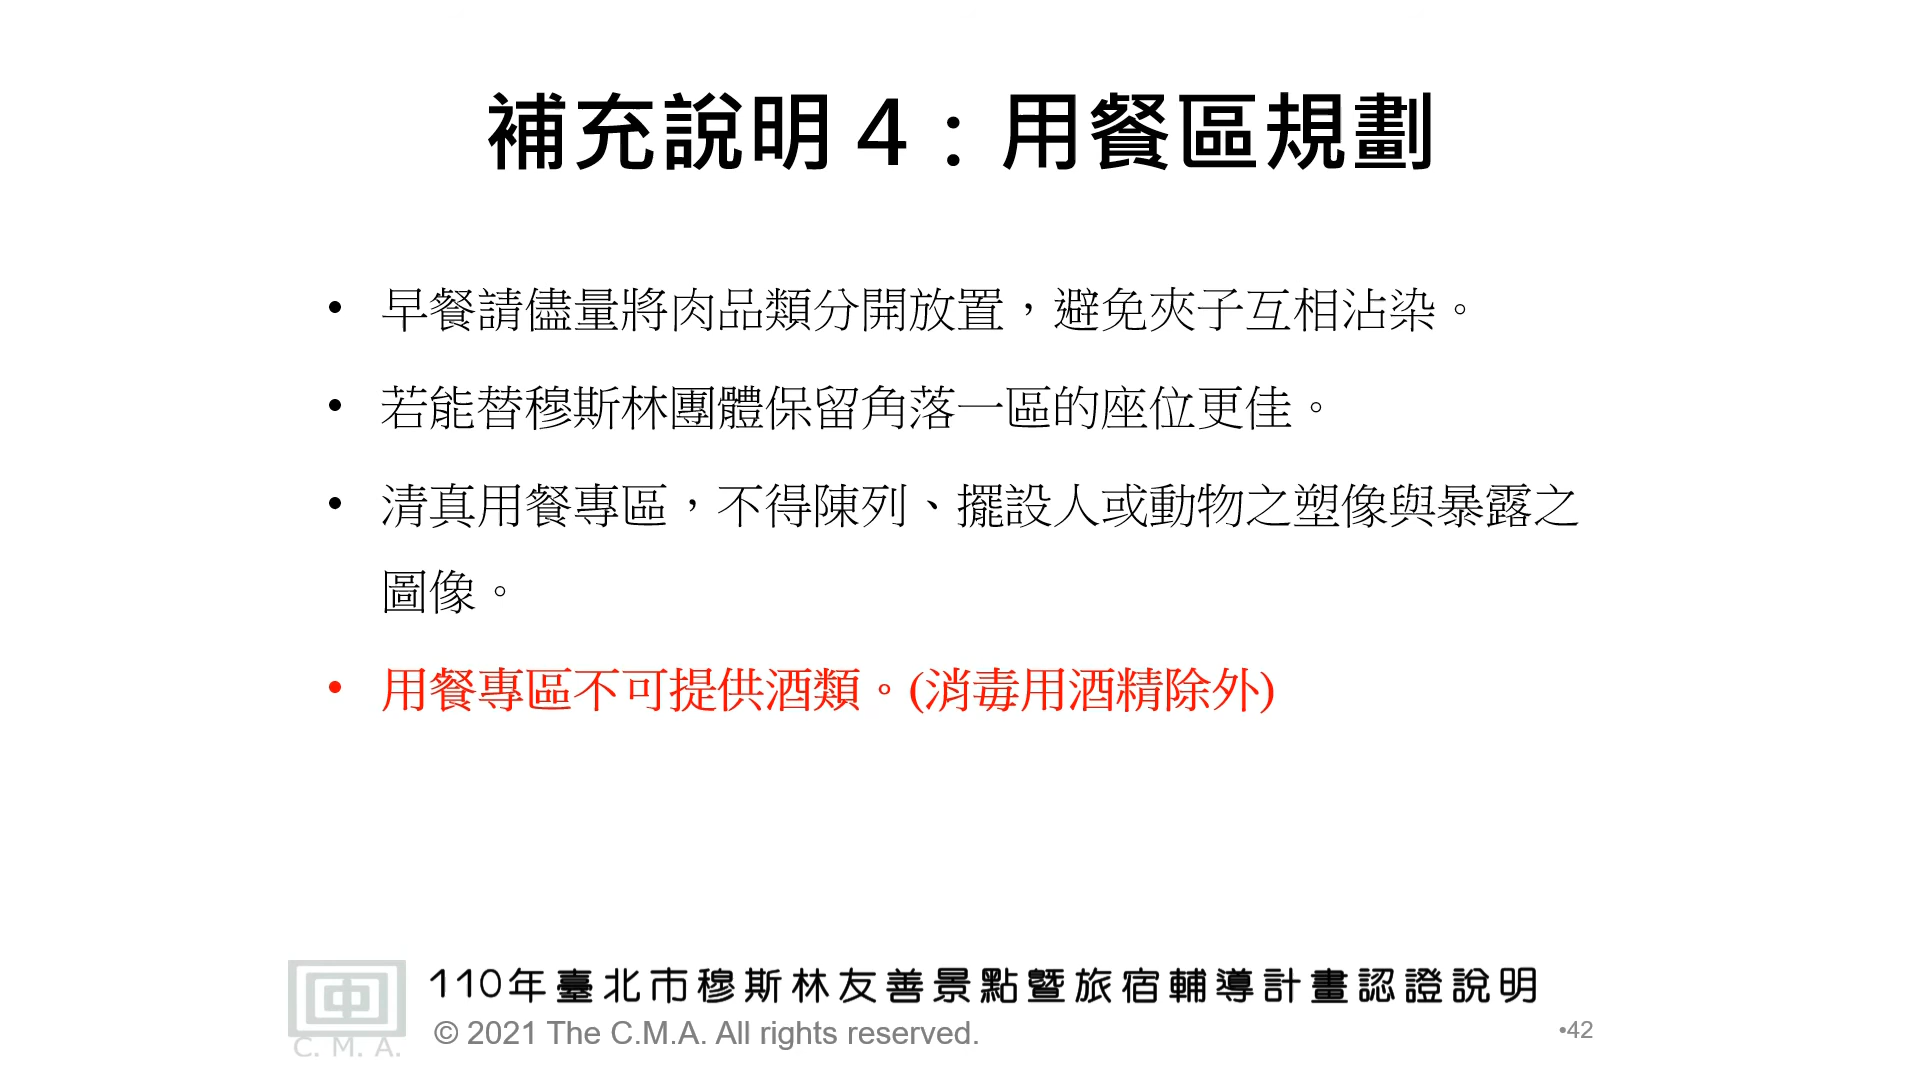 補充說明4：用餐區規劃
• 早餐請儘量將肉品類分開放置，避免夾子互相沾染。
• 若能替穆斯林團體保留角落一區的座位更佳。
• 清真用餐專區，不得陳列、擺設人或動物之塑像與暴露之
圖像。
• 用餐專區不可提供酒類。(消毒用酒精除外)
110年臺北市穆斯林友善景點暨旅宿輔導計畫認證說明
© 2021 The C.M.A. All rights reserved.
C. M. A.
•42